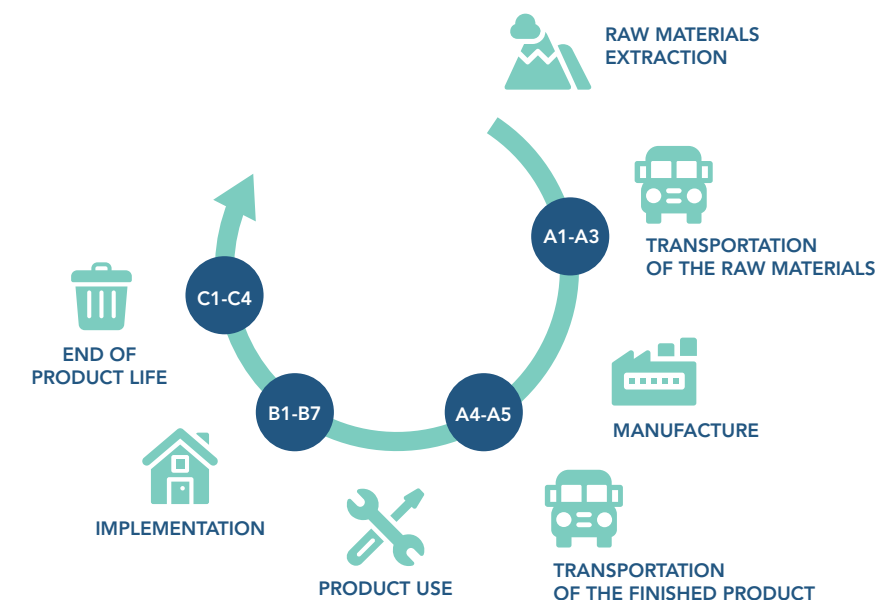 RAW MATERIALS
EXTRACTION
A1-A3
TRANSPORTATION
OF THE RAW MATERIALS
MANUFACTURE
A4-A5
TRANSPORTATION
OF THE FINISHED PRODUCT
PRODUCT USE
B1-B7
IMPLEMENTATION
C1-C4
END OF
PRODUCT LIFE